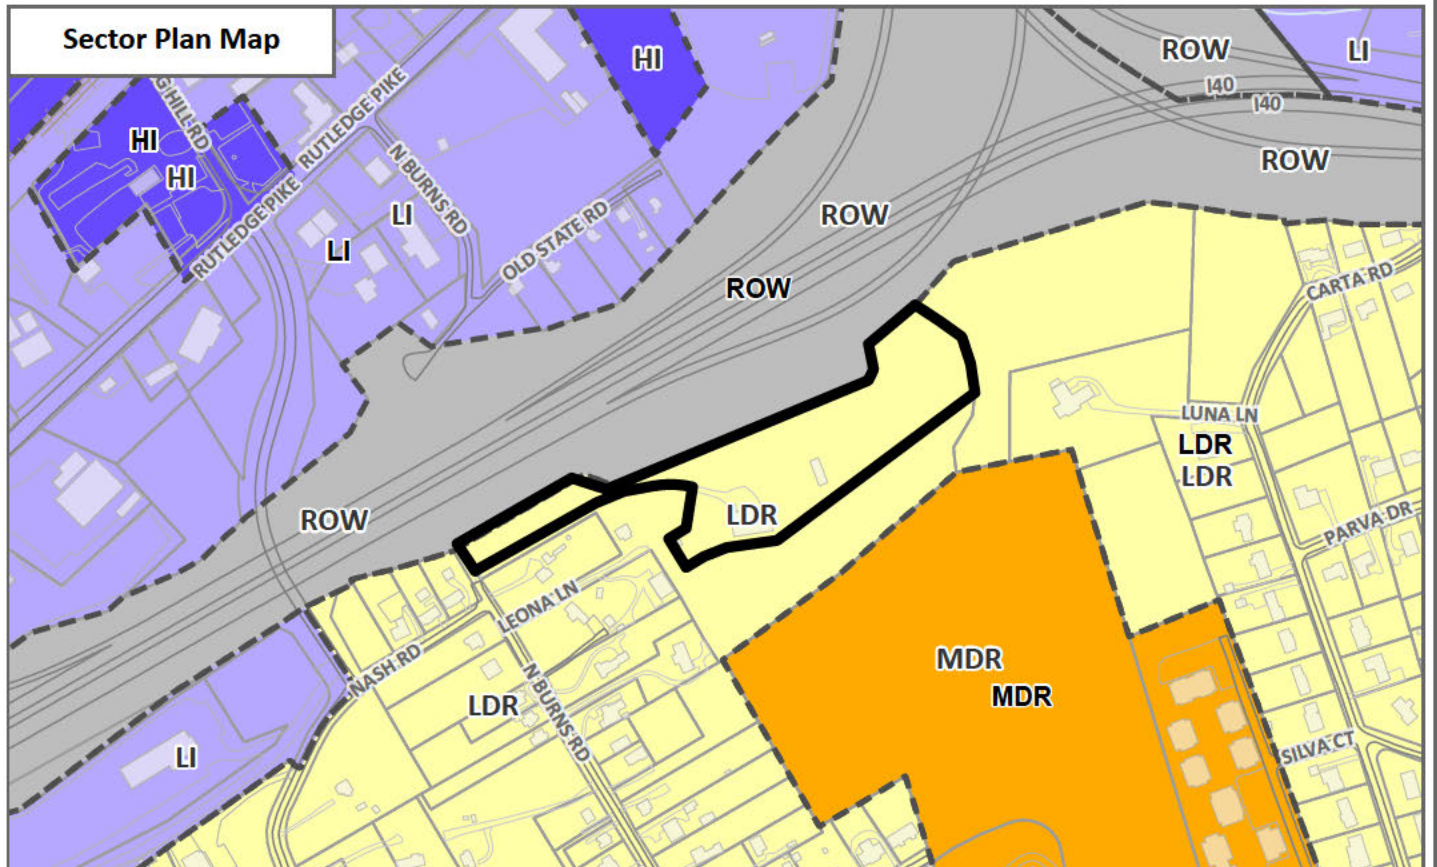 Sector Plan Map
HI
ROW
LI
I40
I40
HI
HI
RUTLEDGE PIKE
RUTLEDGE PIKE
N BURNS RD
LI
LI
OLD STATE RD
ROW
ROW
ROW
CARTA RD
LUNA LN
LDR
LDR
ROW
LDR
PARVA DR
LEONA LN
NASH RD
N BURNS RD
LDR
MDR
MDR
LI
SILVA CT